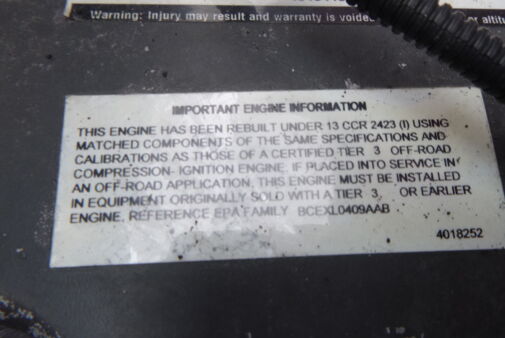 Warning: Injury may result and warranty is voided
or altit
IMPORTANT ENGINE INFORMATION
THIS ENGINE HAS BEEN REBUILT UNDER 13 CCR 2423 (l) USING
MATCHED COMPONENTS OF THE SAME SPECIFICATIONS AND
CALIBRATIONS AS THOSE OF A CERTIFIED TIER 3 OFF-ROAD
COMPRESSION- IGNITION ENGINE. IF PLACED INTO SERVICE IN
AN OFF-ROAD APPLICATION, THIS ENGINE MUST BE INSTALLED
IN EQUIPMENT ORIGINALLY SOLD WITH A TIER 3, OR EARLIER
ENGINE. REFERENCE EPA FAMILY BCEXL0409AAB
4018252